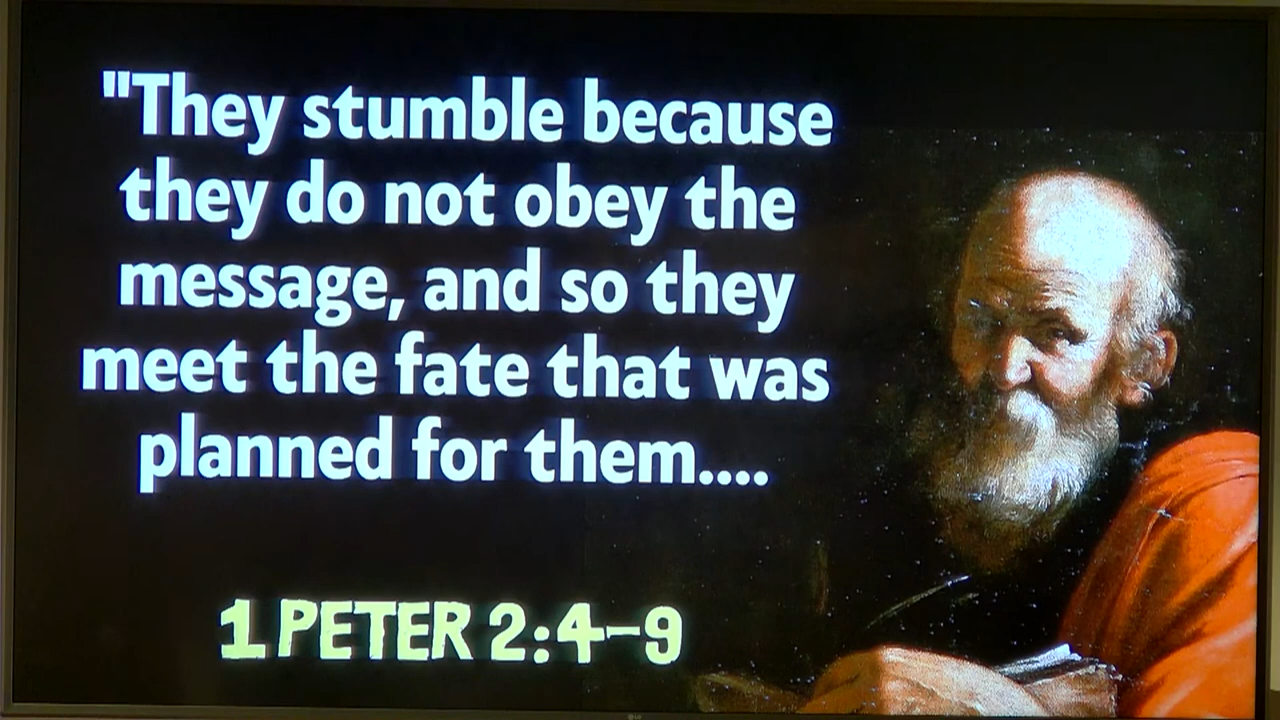 "They stumble because
they do not obey the
message, and so they
meet the fate that was
planned for them....
1 PETER 2:4–9